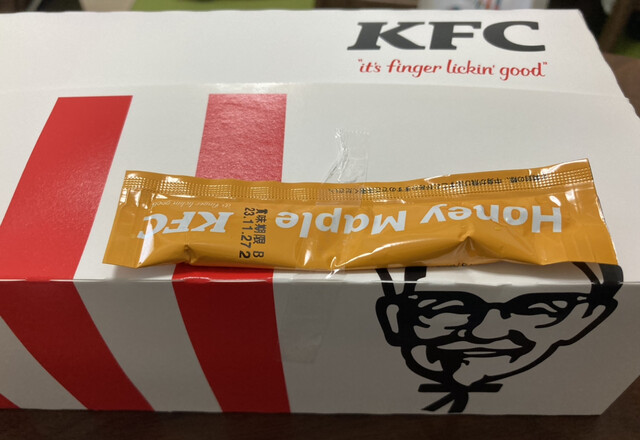 KFC
"it's finger lickin' good"
Honey Maple
KFC
賞味期限 B
23.11.27 2